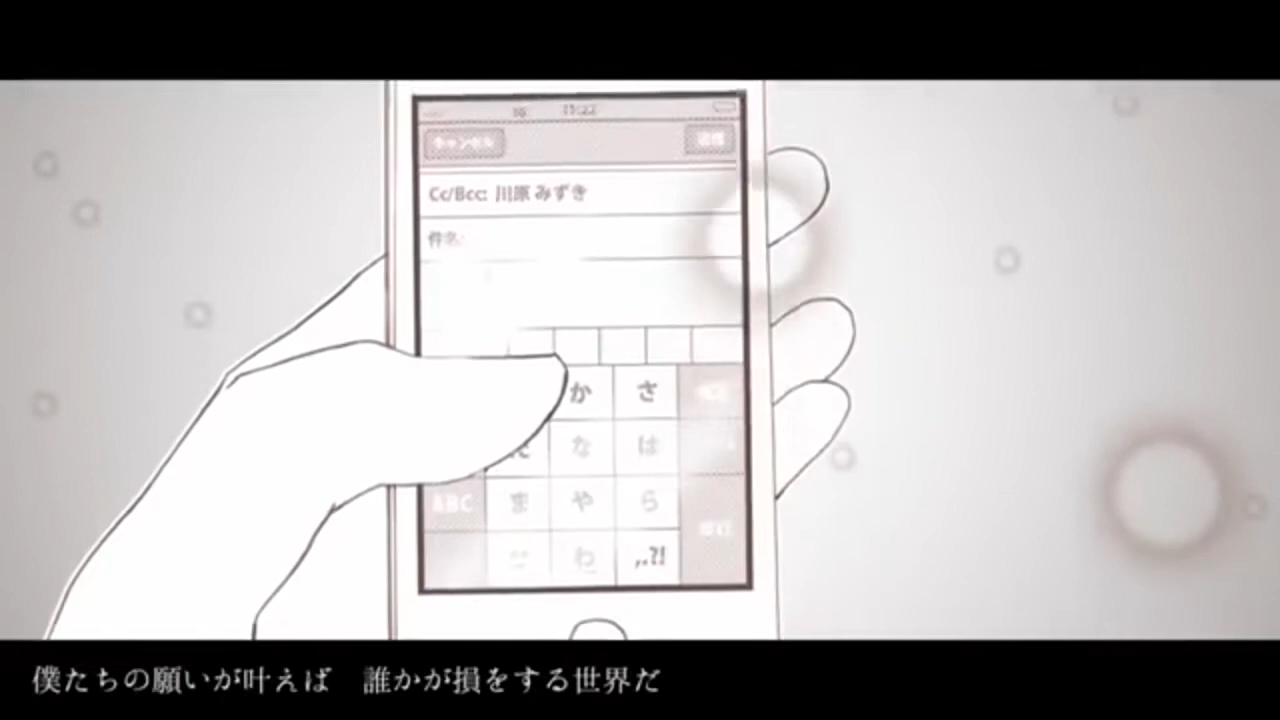 11:22
キャンセル 送信
Cc/Bcc: 川原 みずき
件名:
か さ
た な は
ABC ま や ら
わ 、。?!
僕たちの願いが叶えば 誰かが損をする世界だ